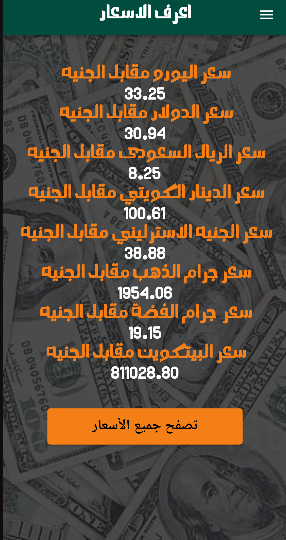 اعرف الاسعار
سعر اليورو مقابل الجنيه
33.25
سعر الدولار مقابل الجنيه
30.94
سعر الريال السعودى مقابل الجنيه
8.25
سعر الدينار الكويتي مقابل الجنيه
100.61
سعر الجنيه الاسترليني مقابل الجنيه
38.88
سعر جرام الذهب مقابل الجنيه
1954.06
سعر جرام الفضة مقابل الجنيه
19.15
سعر البيتكويت مقابل الجنيه
811028.80
تصفح جميع الأسعار